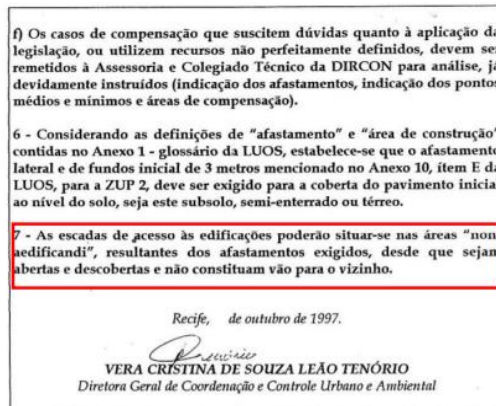 f) Os casos de compensação que suscitem dúvidas quanto à aplicação da
legislação, ou utilizem recursos não perfeitamente definidos, devem ser
remetidos à Assessoria e Colegiado Técnico da DIRCON para análise, já
devidamente instruídos (indicação dos afastamentos, indicação dos pontos
médios e mínimos e áreas de compensação).
6 - Considerando as definições de “afastamento” e “área de construção”
contidas no Anexo 1 - glossário da LUOS, estabelece-se que o afastamento
lateral e de fundos inicial de 3 metros mencionado no Anexo 10, ítem E da
LUOS, para a ZUP 2, deve ser exigido para a coberta do pavimento inicial
ao nível do solo, seja este subsolo, semi-enterrado ou térreo.
7 - As escadas de acesso às edificações poderão situar-se nas áreas “non
aedificandi”, resultantes dos afastamentos exigidos, desde que sejam
abertas e descobertas e não constituam vão para o vizinho.
Recife, de outubro de 1997.
VERA CRISTINA DE SOUZA LEÃO TENÓRIO
Diretora Geral de Coordenação e Controle Urbano e Ambiental